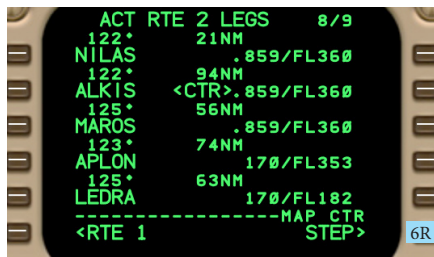 ACT RTE 2 LEGS 8/9
122° 21NM
NILAS .859/FL360
122° 94NM
ALKIS <CTR>.859/FL360
125° 56NM
MAROS .859/FL360
123° 74NM
APLON 170/FL353
125° 63NM
LEDRA 170/FL182
------------------MAP CTR
<RTE 1 STEP>
6R